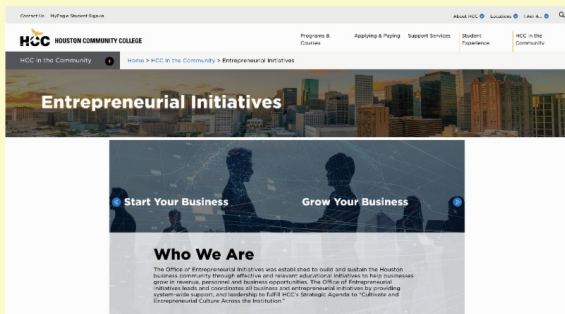 Contact Us MyEagle Student Sign-in
About HCC Locations I Am A...
HCC HOUSTON COMMUNITY COLLEGE
Programs & Courses Applying & Paying Support Services Student Experience HCC in the Community
HCC in the Community
Home > HCC in the Community > Entrepreneurial Initiatives
Entrepreneurial Initiatives
Start Your Business Grow Your Business
Who We Are
The Office of Entrepreneurial Initiatives was established to build and sustain the Houston
business community through effective and relevant educational initiatives to help businesses
grow in revenue, personnel and business opportunities. The Office of Entrepreneurial
Initiatives leads and coordinates all business and entrepreneurial initiatives by providing
system-wide support, and leadership to fulfill HCC's Strategic Agenda to "Cultivate and
Entrepreneurial Culture Across the Institution."